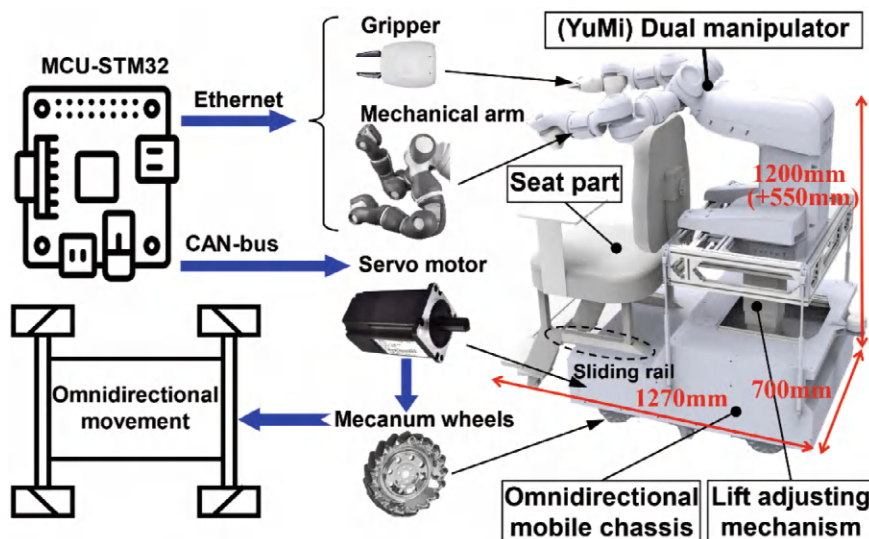 MCU-STM32
Ethernet
Gripper
Mechanical arm
CAN-bus
Servo motor
Omnidirectional
movement
Mecanum wheels
(YuMi) Dual manipulator
Seat part
1200mm
(+550mm)
Sliding rail
1270mm
700mm
Omnidirectional
mobile chassis
Lift adjusting
mechanism